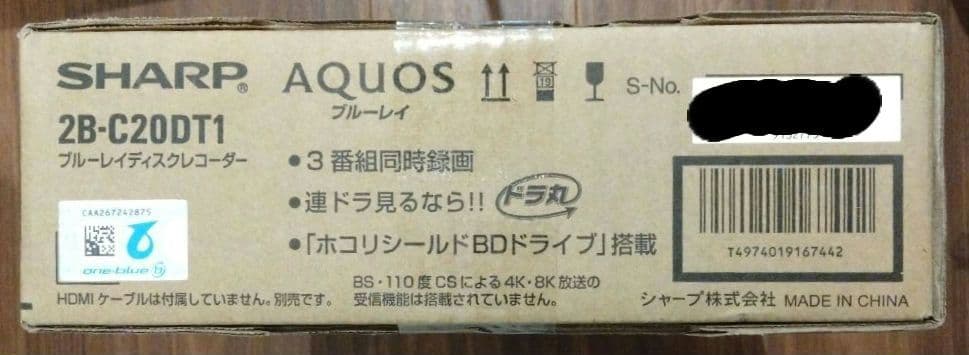 SHARP®
AQUOS
ブルーレイ
19
S-No.
2B-C20DT1
ブルーレイディスクレコーダー
●3番組同時録画
●連ドラ見るなら!! ドラ丸
●「ホコリシールドBDドライブ」搭載
CAA267242875
one-blue
T4974019167442
BS・110度CSによる4K・8K放送の
受信機能は搭載されていません。
HDMIケーブルは付属していません。別売です。
シャープ株式会社 MADE IN CHINA